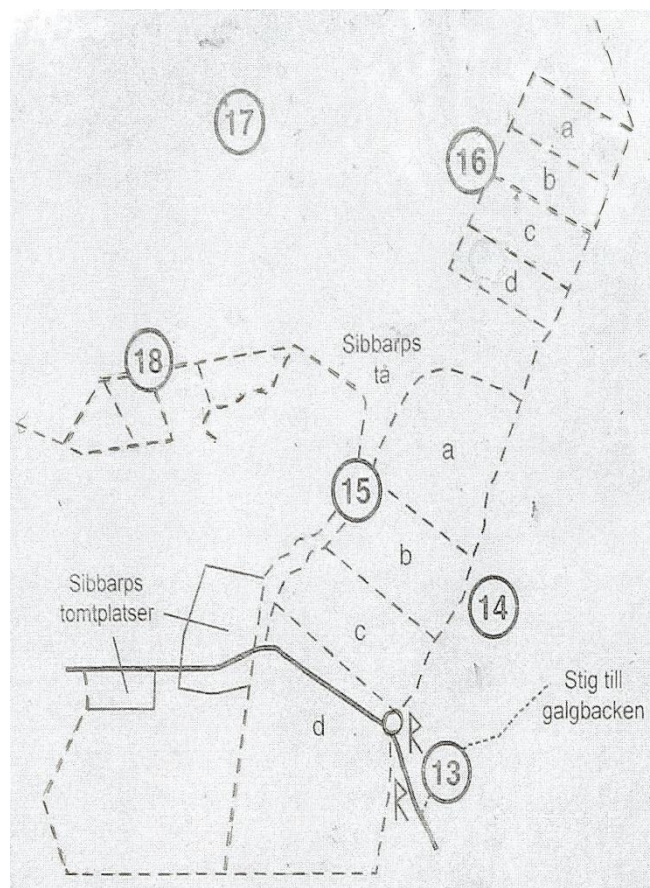 17
16
a
b
c
d
18
Sibbarps
tå
a
15
b
14
Sibbarps
tomtplatser
c
Stig till
galgbacken
d
R
13
R